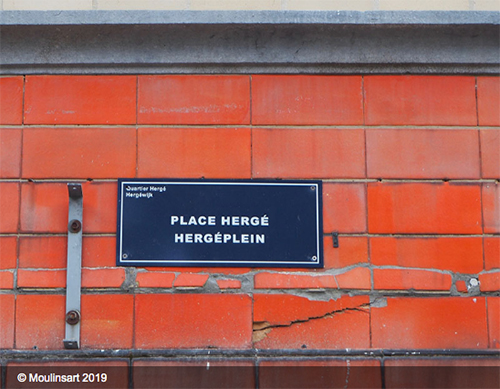 Quartier Hergé
Hergéwijk
PLACE HERGÉ
HERGÉPLEIN
© Moulinsart 2019